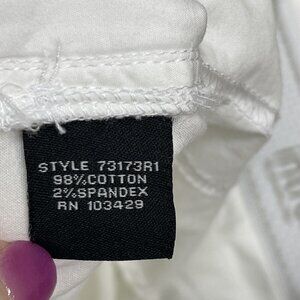 STYLE 73173R1
98%COTTON
2%SPANDEX
RN 103429